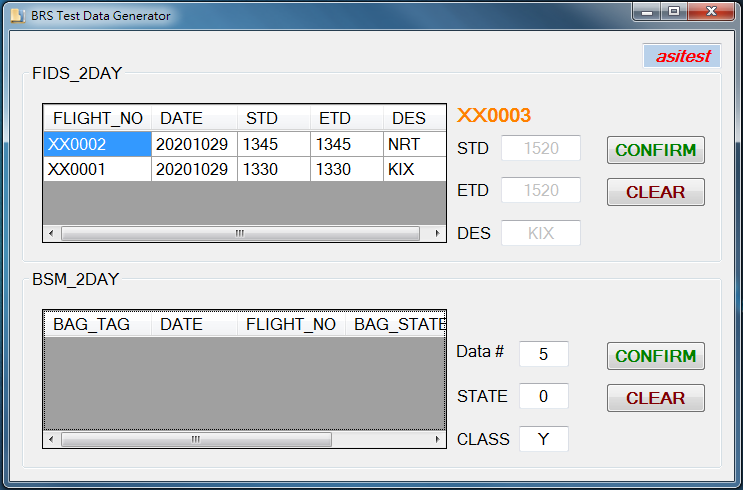 BRS Test Data Generator
asitest
FIDS_2DAY
FLIGHT_NO DATE STD ETD DES
XX0002 20201029 1345 1345 NRT
XX0001 20201029 1330 1330 KIX
XX0003
STD 1520 CONFIRM
ETD 1520 CLEAR
DES KIX
BSM_2DAY
BAG_TAG DATE FLIGHT_NO BAG_STATE
Data # 5 CONFIRM
STATE 0 CLEAR
CLASS Y